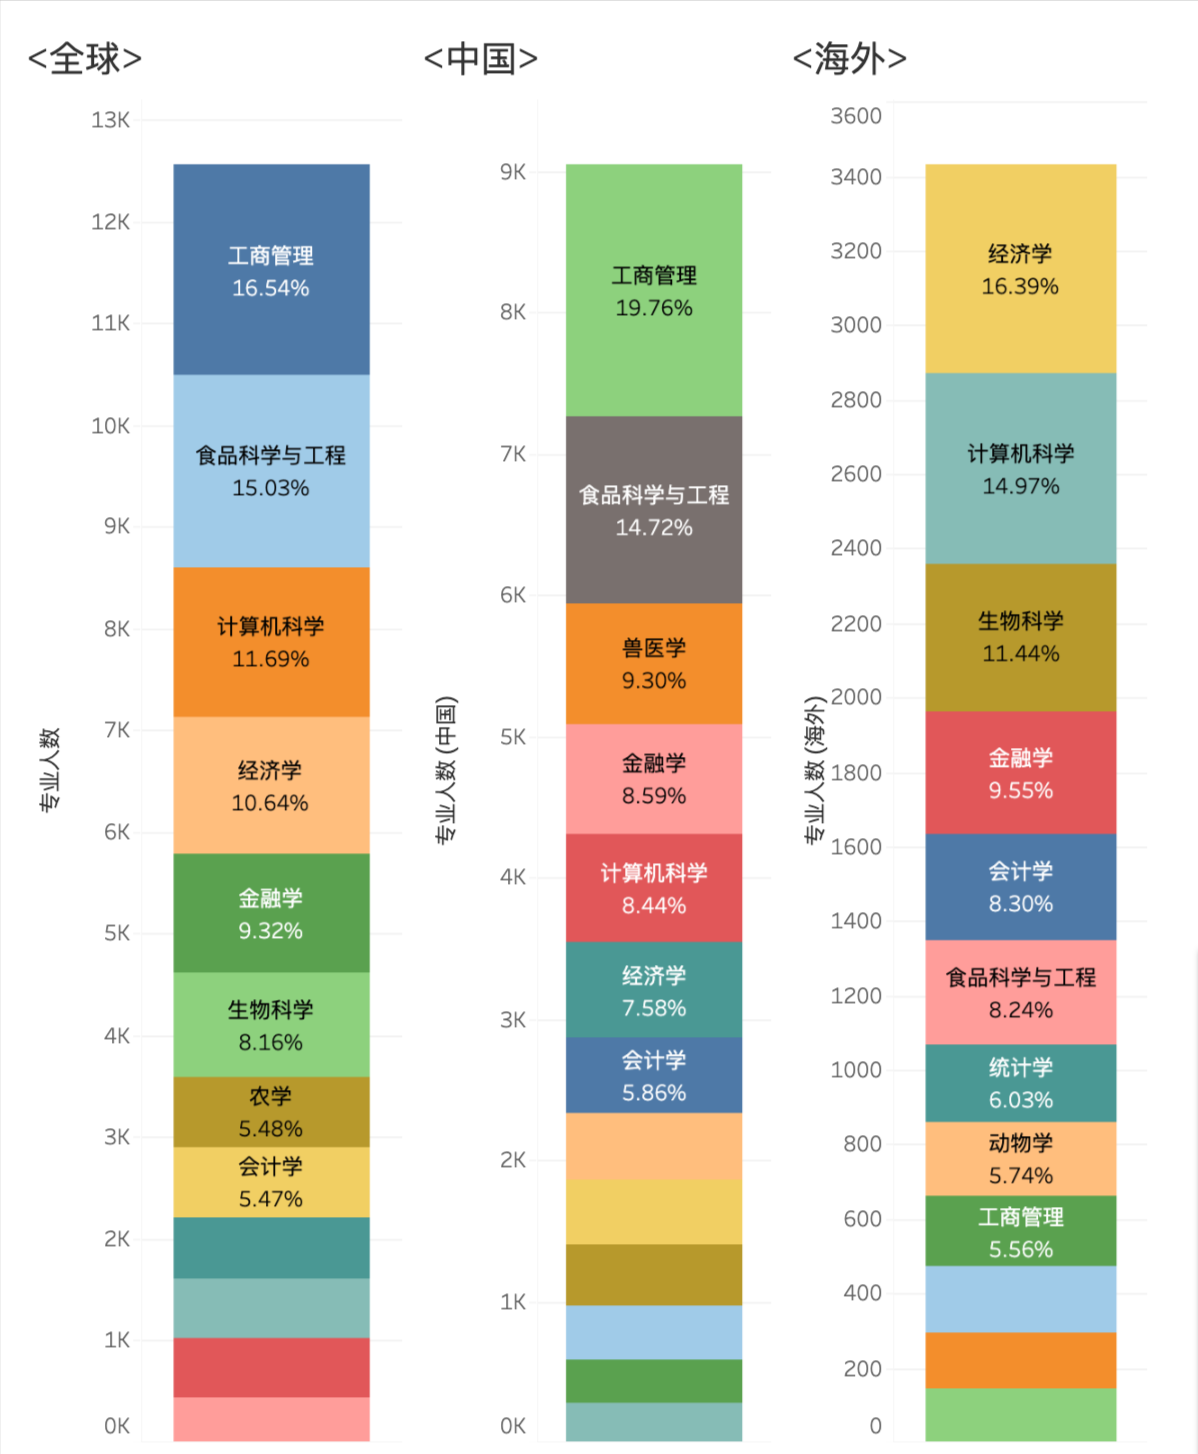 <全球>
专业人数
13K
12K
11K
10K
9K
8K
7K
6K
5K
4K
3K
2K
1K
0K
工商管理
16.54%
食品科学与工程
15.03%
计算机科学
11.69%
经济学
10.64%
金融学
9.32%
生物科学
8.16%
农学
5.48%
会计学
5.47%
<中国>
专业人数 (中国)
9K
8K
7K
6K
5K
4K
3K
2K
1K
0K
工商管理
19.76%
食品科学与工程
14.72%
兽医学
9.30%
金融学
8.59%
计算机科学
8.44%
经济学
7.58%
会计学
5.86%
<海外>
专业人数 (海外)
3600
3400
3200
3000
2800
2600
2400
2200
2000
1800
1600
1400
1200
1000
800
600
400
200
0
经济学
16.39%
计算机科学
14.97%
生物科学
11.44%
金融学
9.55%
会计学
8.30%
食品科学与工程
8.24%
统计学
6.03%
动物学
5.74%
工商管理
5.56%